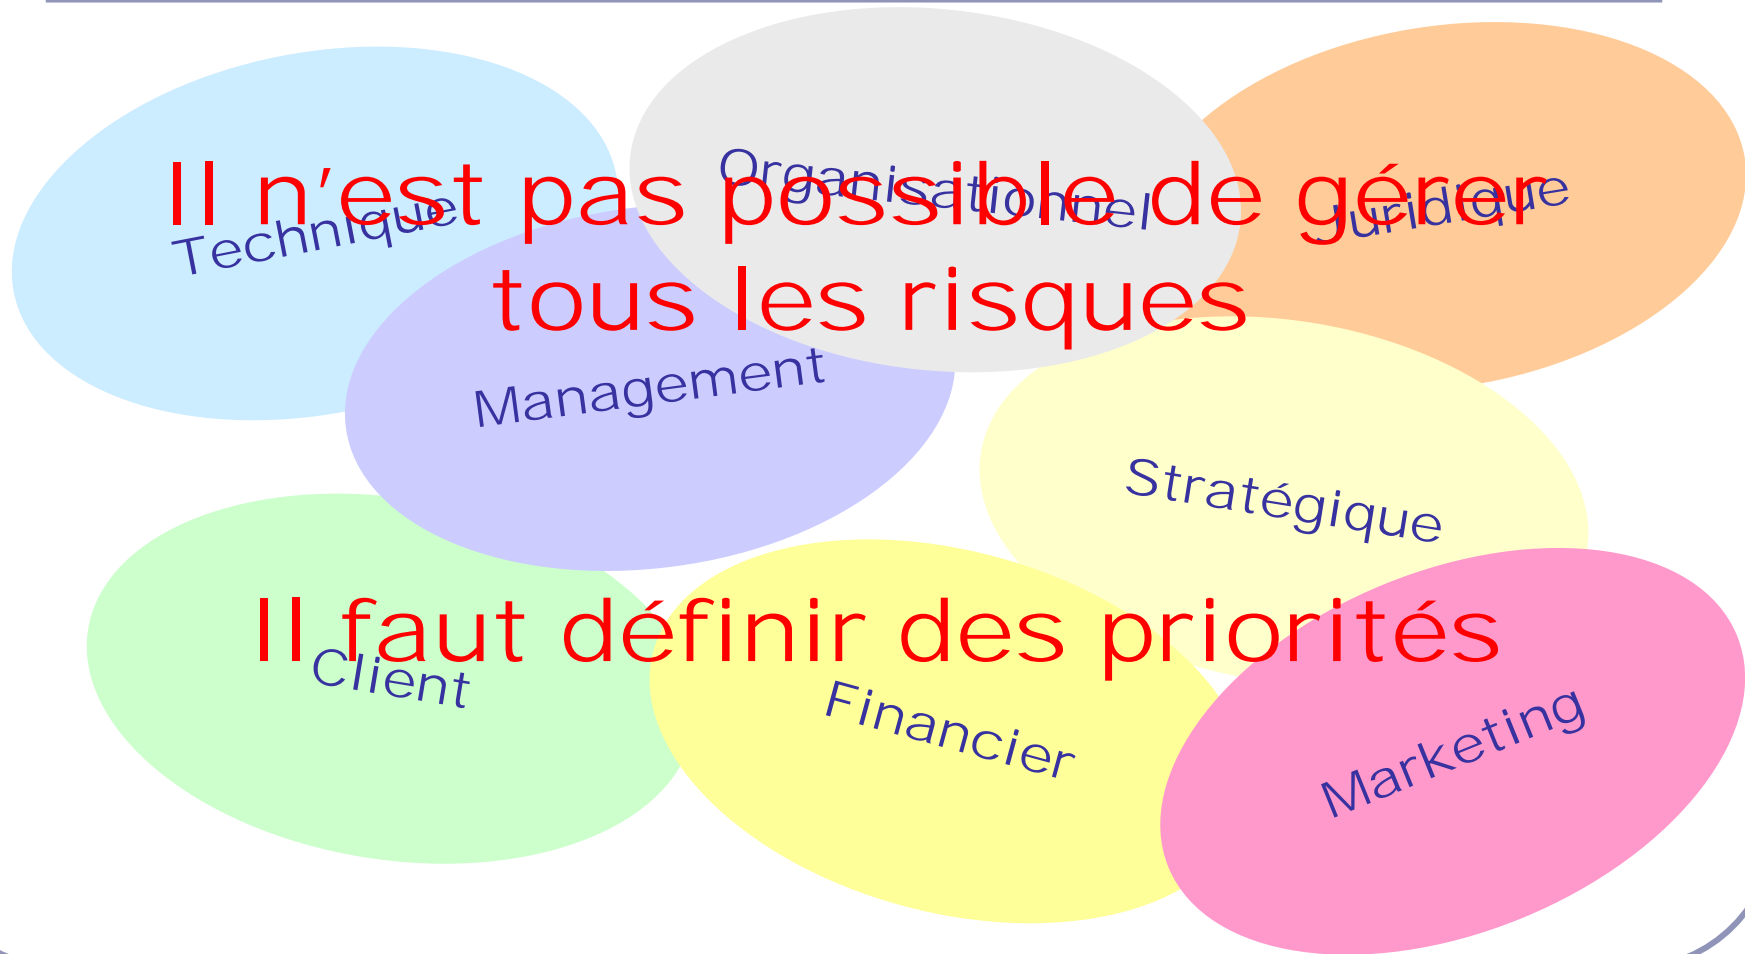 Il n’est pas possible de gérer
tous les risques
Technique
Organisationnel
Juridique
Management
Stratégique
Il faut définir des priorités
Client
Financier
Marketing